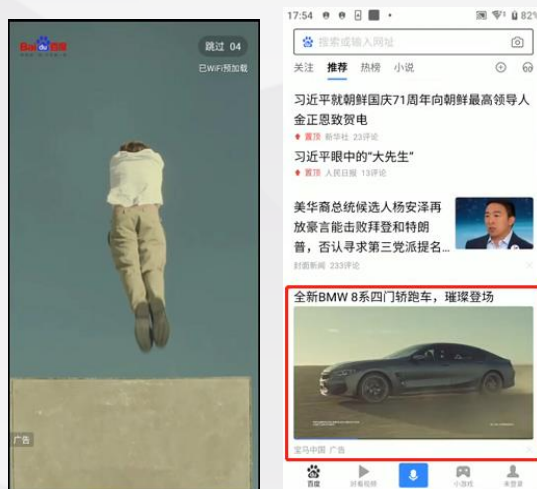 Bai du 百度
跳过 04
已WiFi预加载
广告
17:54
82%
搜索或输入网址
关注 推荐 热榜 小说
习近平就朝鲜国庆71周年向朝鲜最高领导人
金正恩致贺电
置顶 新华社 23评论
习近平眼中的“大先生”
置顶 人民日报 13评论
美华裔总统候选人杨安泽再
放豪言能击败拜登和特朗
普，否认寻求第三党派提名...
封面新闻 233评论
全新BMW 8系四门轿跑车，璀璨登场
宝马中国 广告
百度 好看视频 小游戏 未登录